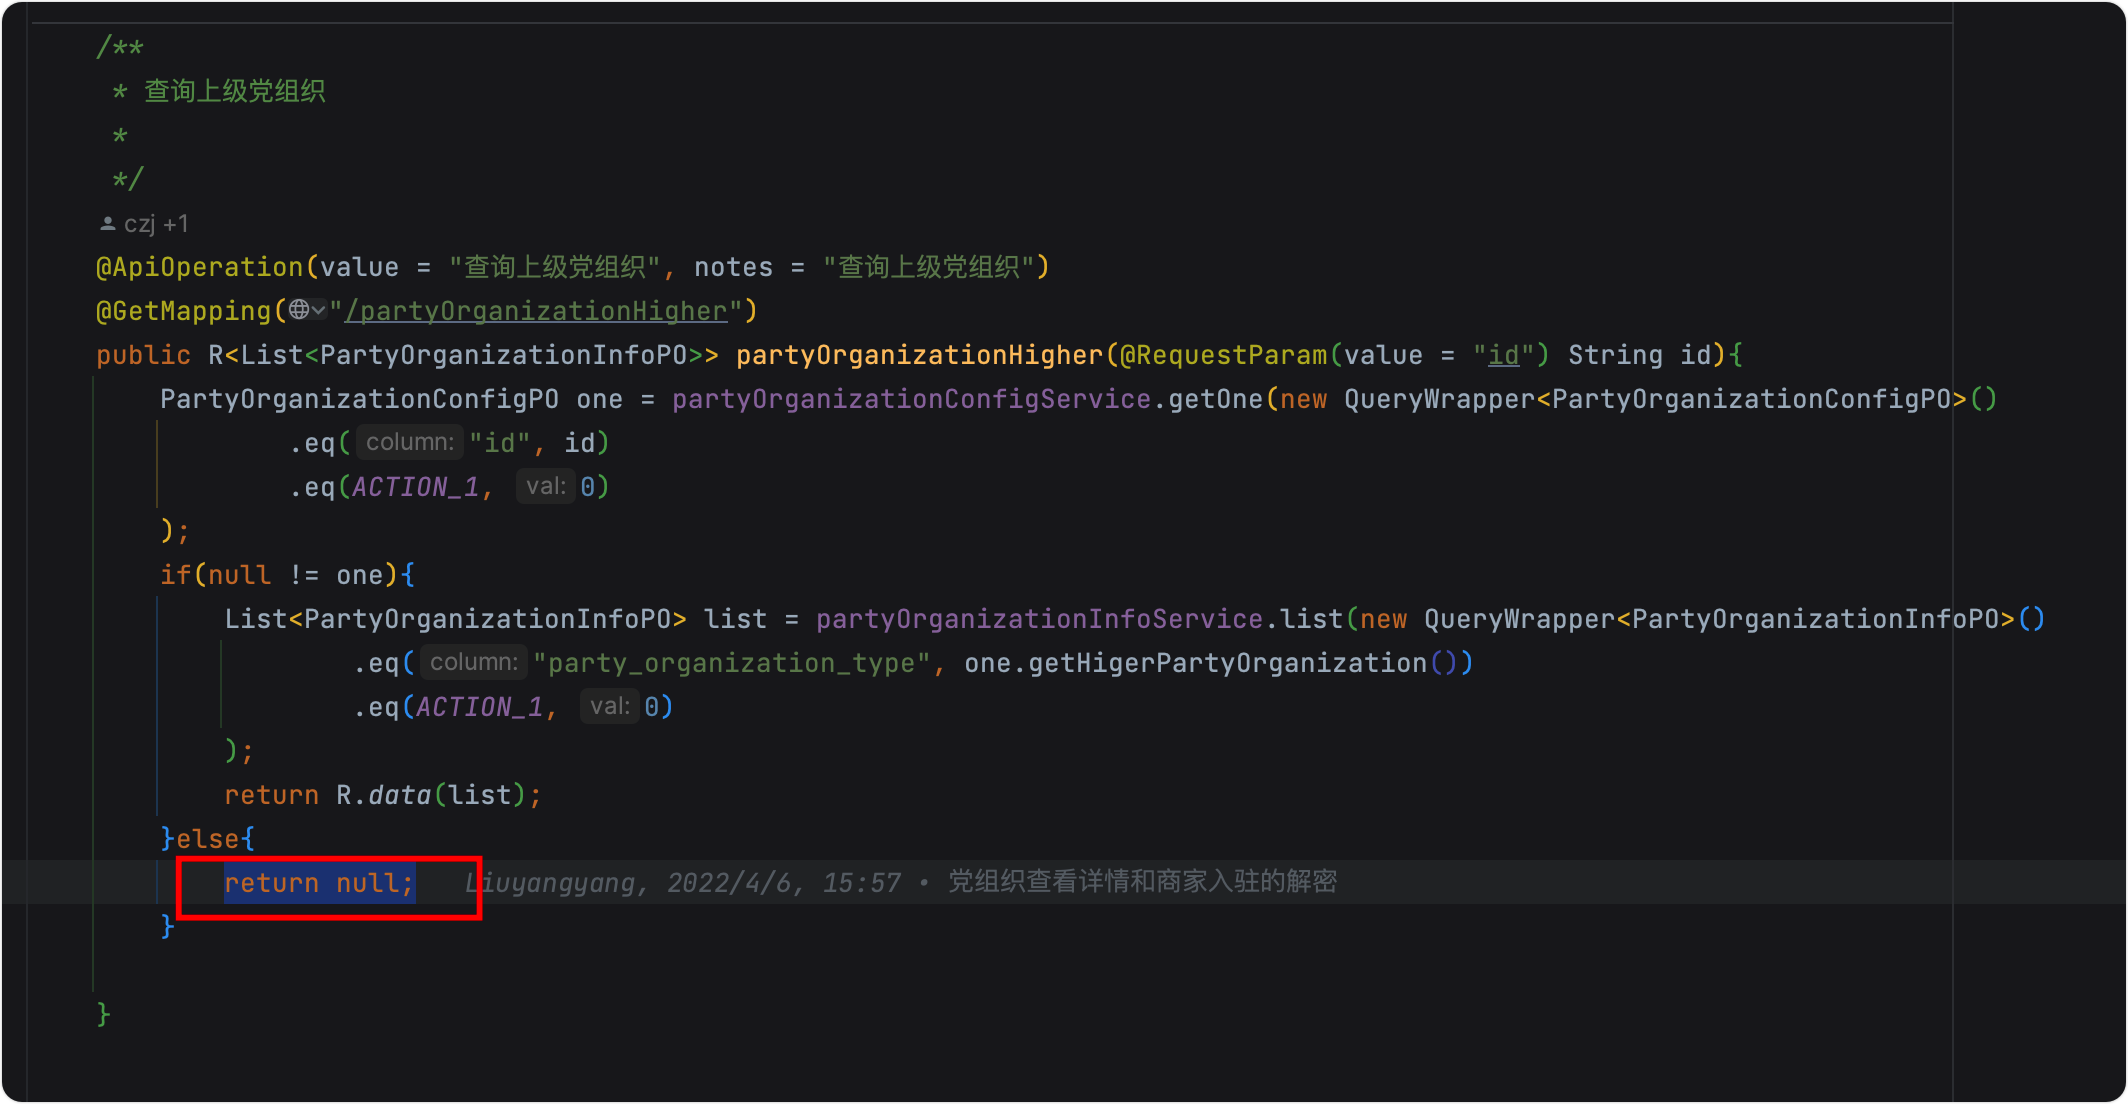 /**
* 查询上级党组织
*
*/
czj +1
@ApiOperation(value = "查询上级党组织", notes = "查询上级党组织")
@GetMapping("/partyOrganizationHigher")
public R<List<PartyOrganizationInfoPO>> partyOrganizationHigher(@RequestParam(value = "id") String id){
PartyOrganizationConfigPO one = partyOrganizationConfigService.getOne(new QueryWrapper<PartyOrganizationConfigPO>()
.eq( column: "id", id)
.eq(ACTION_1, val: 0)
);
if(null != one){
List<PartyOrganizationInfoPO> list = partyOrganizationInfoService.list(new QueryWrapper<PartyOrganizationInfoPO>()
.eq( column: "party_organization_type", one.getHigerPartyOrganization())
.eq(ACTION_1, val: 0)
);
return R.data(list);
}else{
return null; Liuyangyang, 2022/4/6, 15:57 • 党组织查看详情和商家入驻的解密
}
}